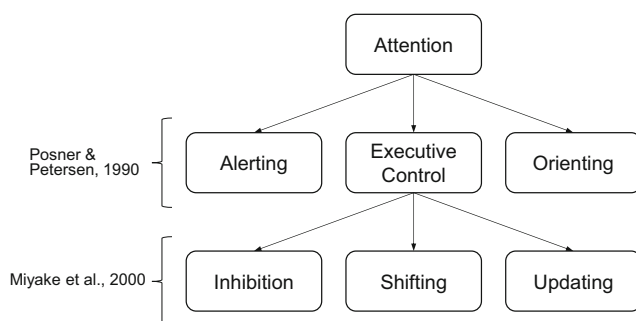 Attention
Posner &
Petersen, 1990
Alerting
Executive
Control
Orienting
Miyake et al., 2000
Inhibition
Shifting
Updating